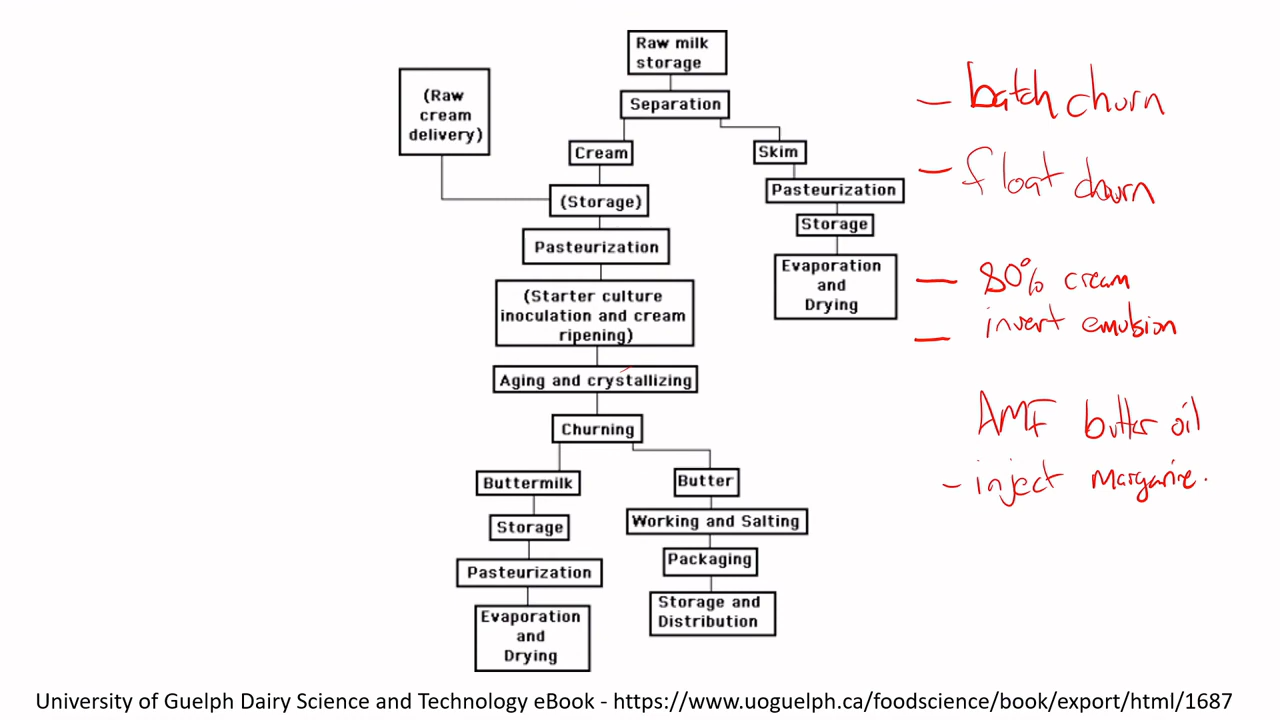 Raw milk
storage
(Raw
cream
delivery)
Separation
Cream
Skim
(Storage)
Pasteurization
Pasteurization
Storage
(Starter culture
inoculation and cream
ripening)
Evaporation
and
Drying
Aging and crystallizing
Churning
Buttermilk
Butter
Storage
Working and Salting
Pasteurization
Packaging
Evaporation
and
Drying
Storage and
Distribution
— batch churn
— float churn
— 80% cream
— invert emulsion
AMF butter oil
- inject margarine.
University of Guelph Dairy Science and Technology eBook - https://www.uoguelph.ca/foodscience/book/export/html/1687